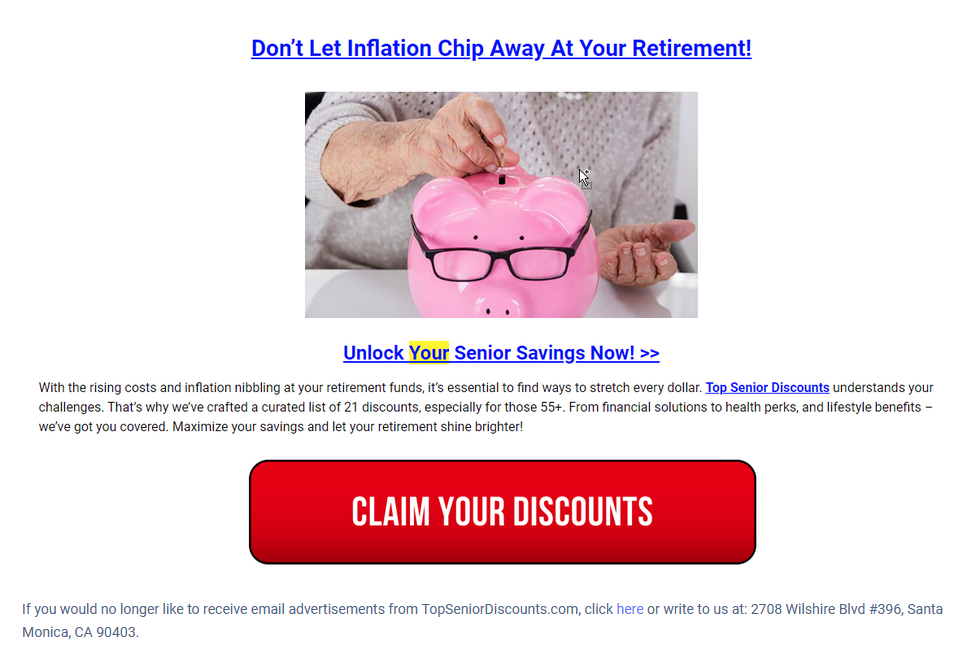 Don’t Let Inflation Chip Away At Your Retirement!
Unlock Your Senior Savings Now! >>
With the rising costs and inflation nibbling at your retirement funds, it’s essential to find ways to stretch every dollar. Top Senior Discounts understands your
challenges. That’s why we’ve crafted a curated list of 21 discounts, especially for those 55+. From financial solutions to health perks, and lifestyle benefits –
we’ve got you covered. Maximize your savings and let your retirement shine brighter!
CLAIM YOUR DISCOUNTS
If you would no longer like to receive email advertisements from TopSeniorDiscounts.com, click here or write to us at: 2708 Wilshire Blvd #396, Santa
Monica, CA 90403.